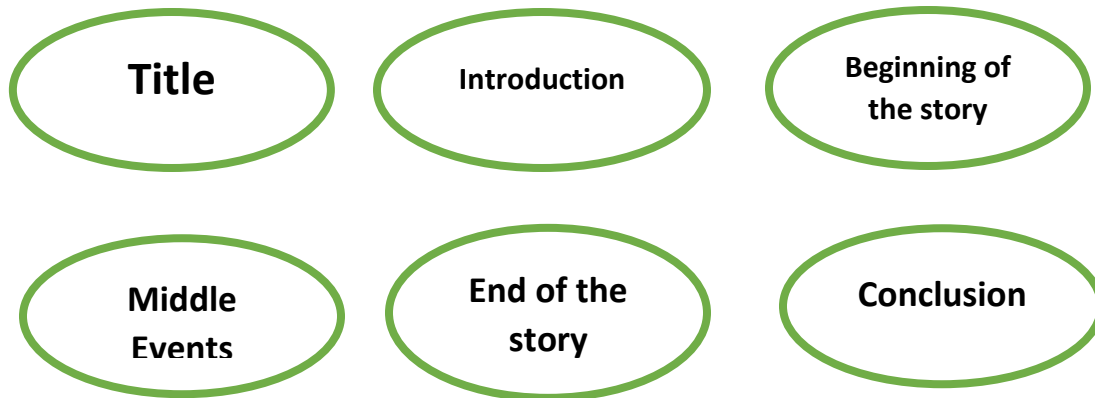 Title
Introduction
Beginning of
the story
Middle
Events
End of the
story
Conclusion